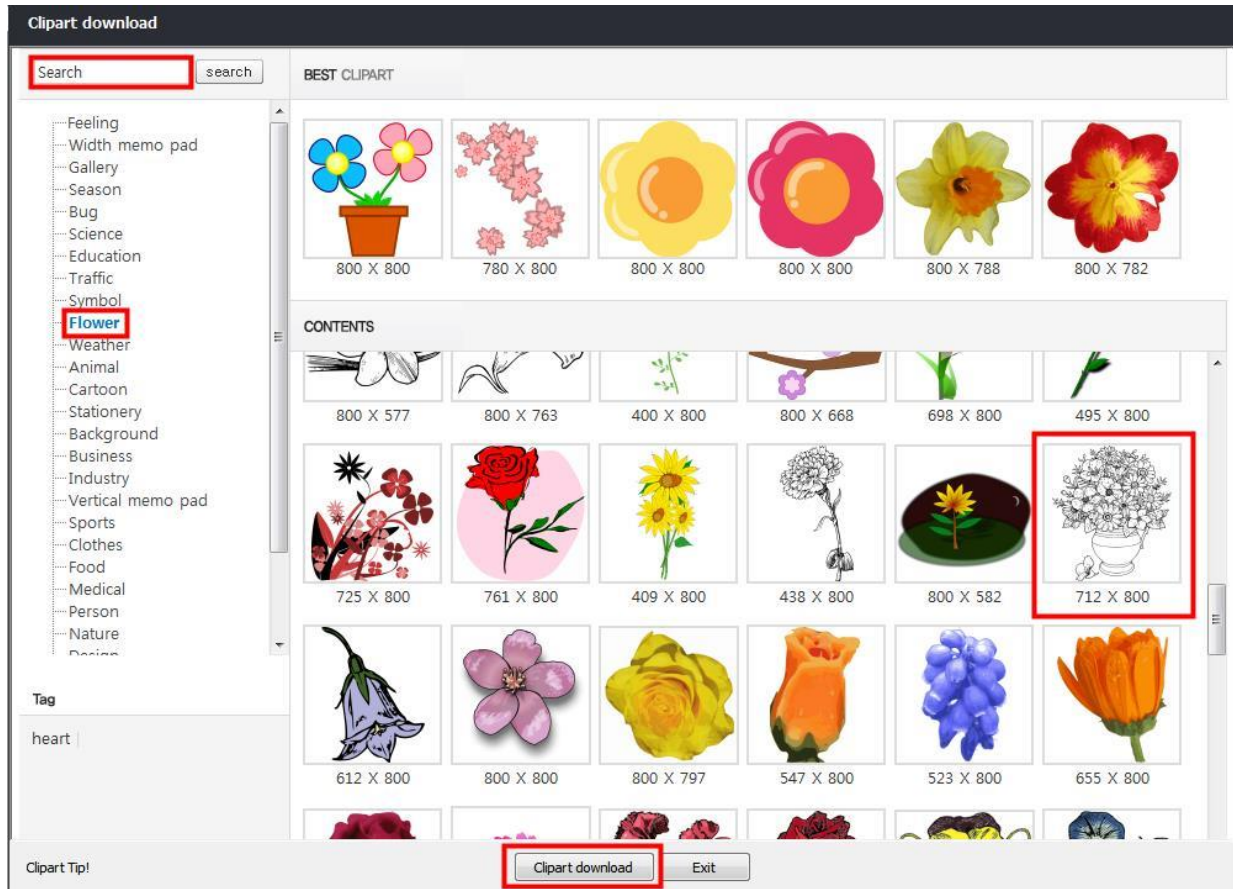 Clipart download
Search search
Feeling
Width memo pad
Gallery
Season
Bug
Science
Education
Traffic
Symbol
Flower
Weather
Animal
Cartoon
Stationery
Background
Business
Industry
Vertical memo pad
Sports
Clothes
Food
Medical
Person
Nature
Design
Tag
heart
BEST CLIPART
800 X 800 780 X 800 800 X 800 800 X 800 800 X 788 800 X 782
CONTENTS
800 X 577 800 X 763 400 X 800 800 X 668 698 X 800 495 X 800
725 X 800 761 X 800 409 X 800 438 X 800 800 X 582 712 X 800
612 X 800 800 X 800 800 X 797 547 X 800 523 X 800 655 X 800
Clipart Tip! Clipart download Exit